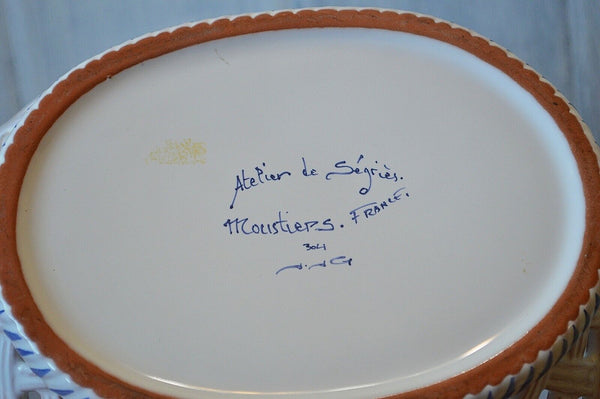 Atelier de Ségriès.
Moustiers. FRANCE.
304